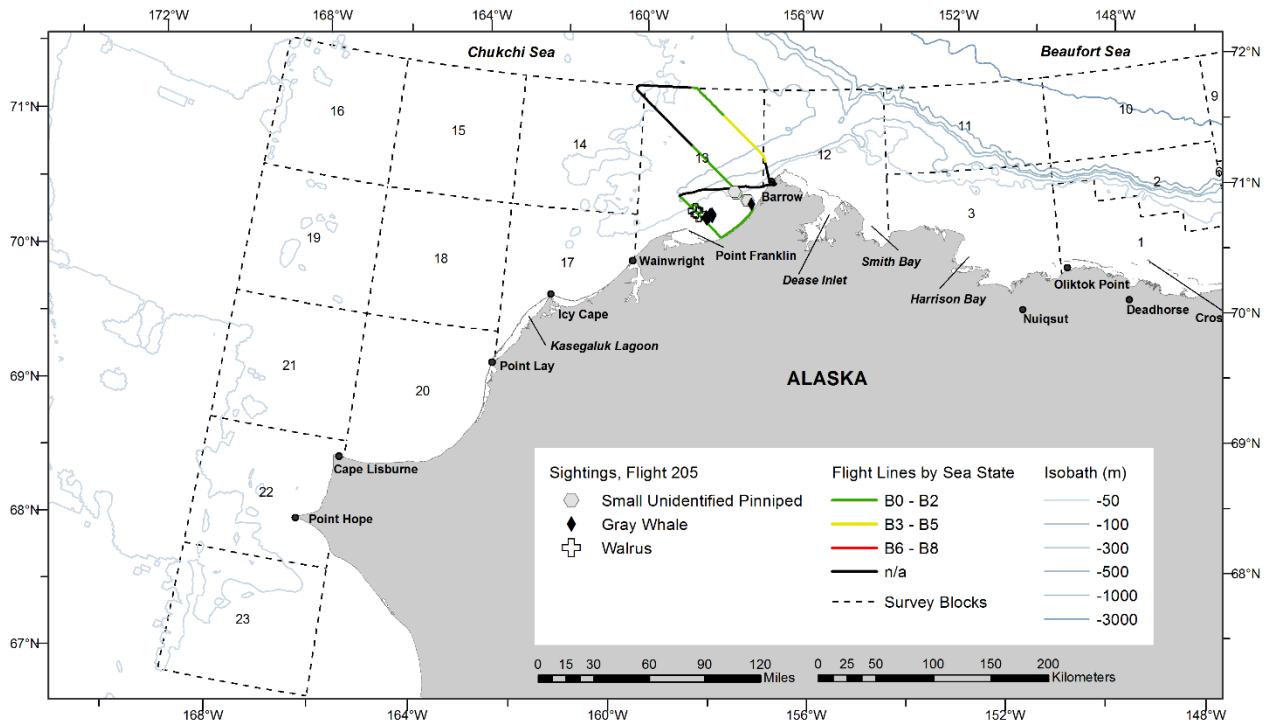 172°W 168°W 164°W 160°W 156°W 152°W 148°W
Chukchi Sea Beaufort Sea
72°N
71°N
16
15
14
13
12
11
10
9
6
2
3
1
71°N
Barrow
70°N
19
18
17
Wainwright
Point Franklin
Dease Inlet
Smith Bay
Harrison Bay
Oliktok Point
Deadhorse
Nuiqsut
Cros
70°N
Icy Cape
Kasegaluk Lagoon
Point Lay
21
20
69°N
ALASKA
69°N
Cape Lisburne
22
Point Hope
68°N
68°N
23
67°N
Sightings, Flight 205
Small Unidentified Pinniped
Gray Whale
Walrus
Flight Lines by Sea State
B0 - B2
B3 - B5
B6 - B8
n/a
Survey Blocks
Isobath (m)
-50
-100
-300
-500
-1000
-3000
0 15 30 60 90 120
Miles
0 25 50 100 150 200
Kilometers
168°W 164°W 160°W 156°W 152°W 148°W